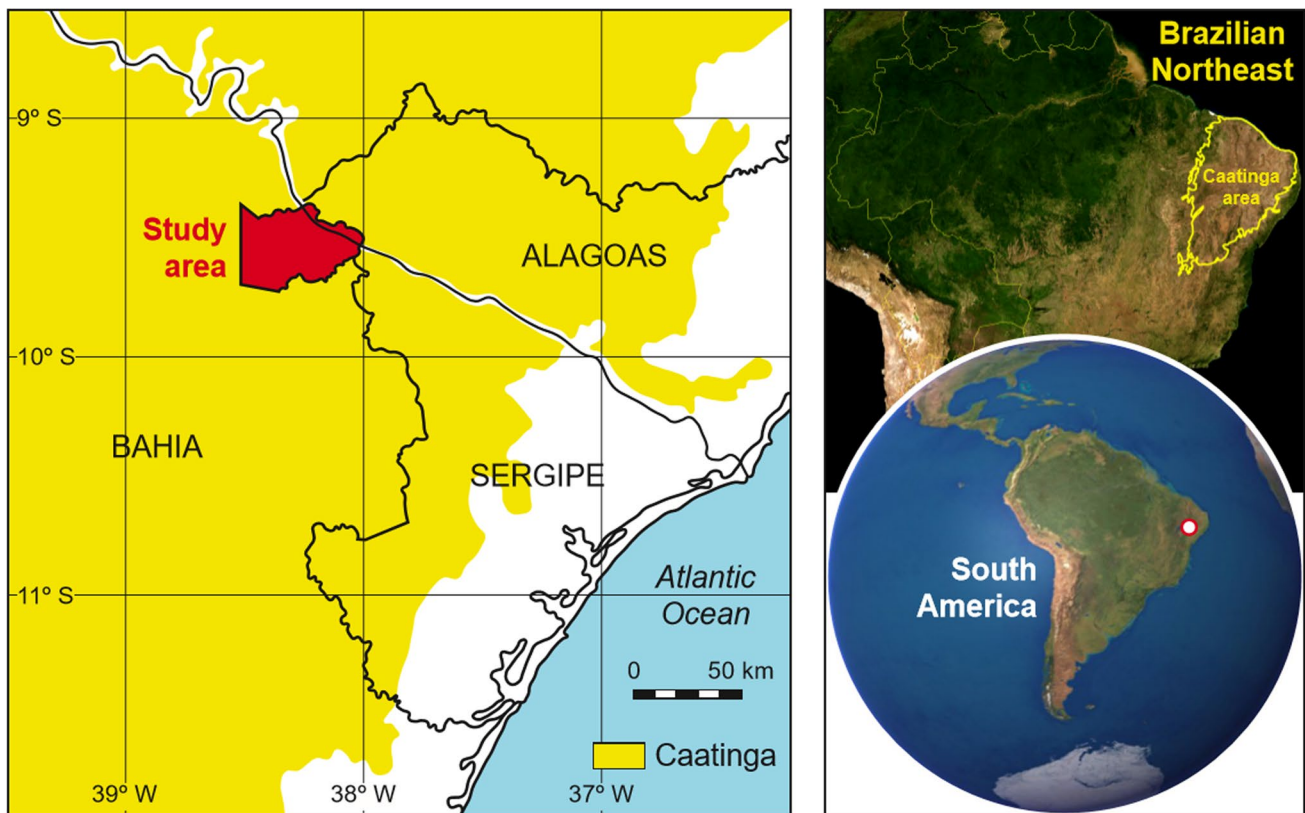 9° S
Study
area
ALAGOAS
10° S
BAHIA
SERGIPE
11° S
Atlantic
Ocean
0 50 km
Caatinga
39° W
38° W
37° W
Brazilian
Northeast
Caatinga
area
South
America